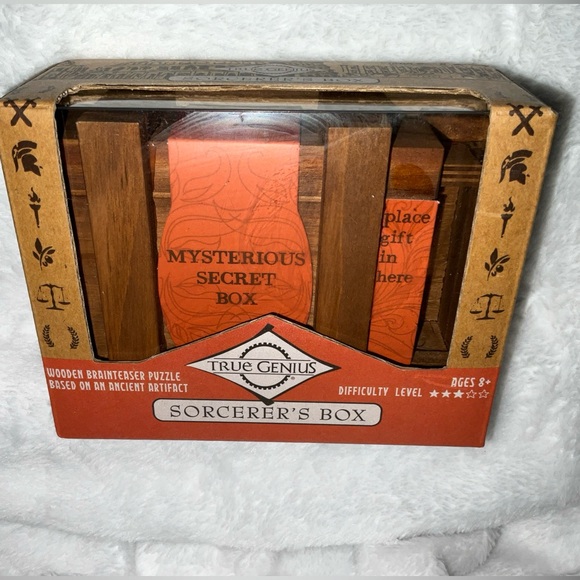 SORCERER'S BOX
MYSTERIOUS
SECRET
BOX
place
gift
in
here
TRUE GENIUS
WOODEN BRAINTEASER PUZZLE
BASED ON AN ANCIENT ARTIFACT
AGES 8+
DIFFICULTY LEVEL ★★★☆☆
SORCERER'S BOX